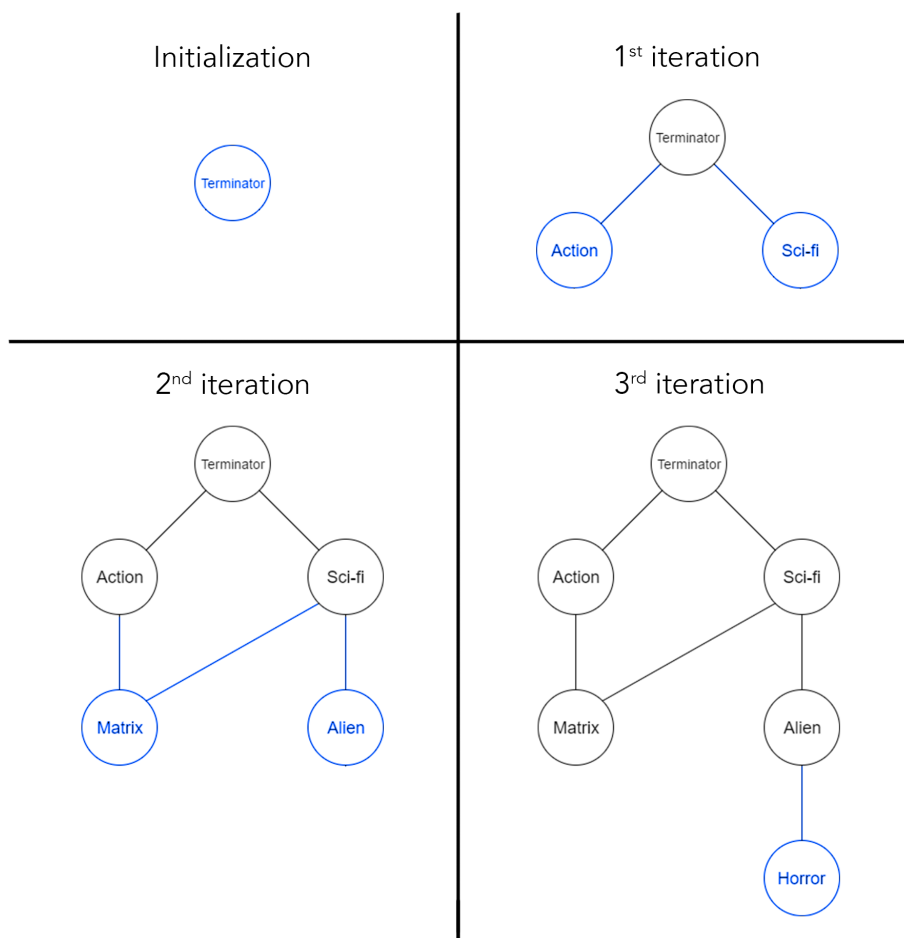 Initialization
Terminator
1st iteration
Terminator
Action Sci-fi
2nd iteration
Terminator
Action Sci-fi
Matrix Alien
3rd iteration
Terminator
Action Sci-fi
Matrix Alien
Horror